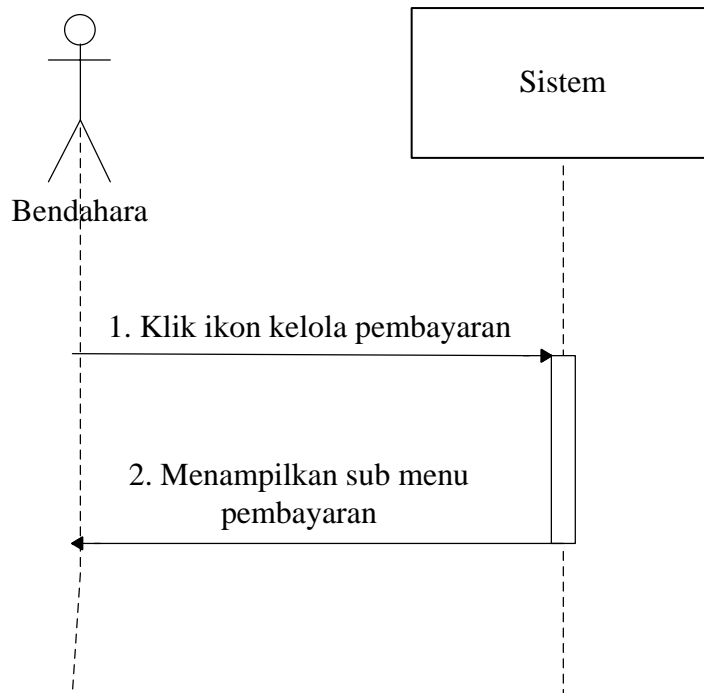 Sistem
Bendahara
1. Klik ikon kelola pembayaran
2. Menampilkan sub menu
pembayaran